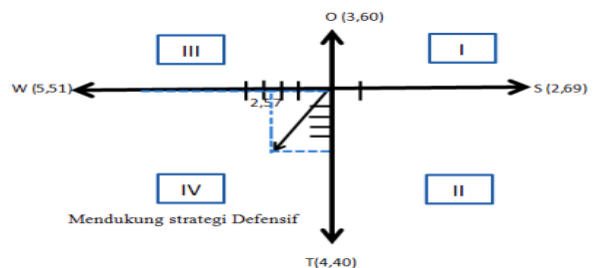 O (3,60)
III
I
W (5,51)
S (2,69)
2,57
IV
II
Mendukung strategi Defensif
T(4,40)